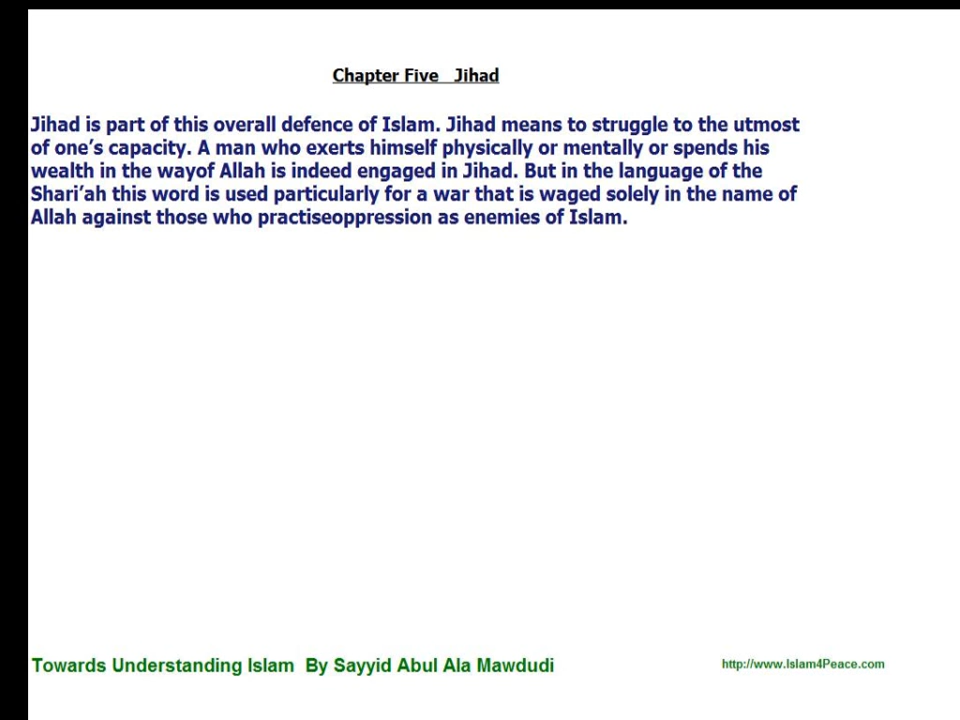 Chapter Five   Jihad
Jihad is part of this overall defence of Islam. Jihad means to struggle to the utmost
of one’s capacity. A man who exerts himself physically or mentally or spends his
wealth in the wayof Allah is indeed engaged in Jihad. But in the language of the
Shari’ah this word is used particularly for a war that is waged solely in the name of
Allah against those who practiseoppression as enemies of Islam.
Towards Understanding Islam  By Sayyid Abul Ala Mawdudi
http://www.Islam4Peace.com